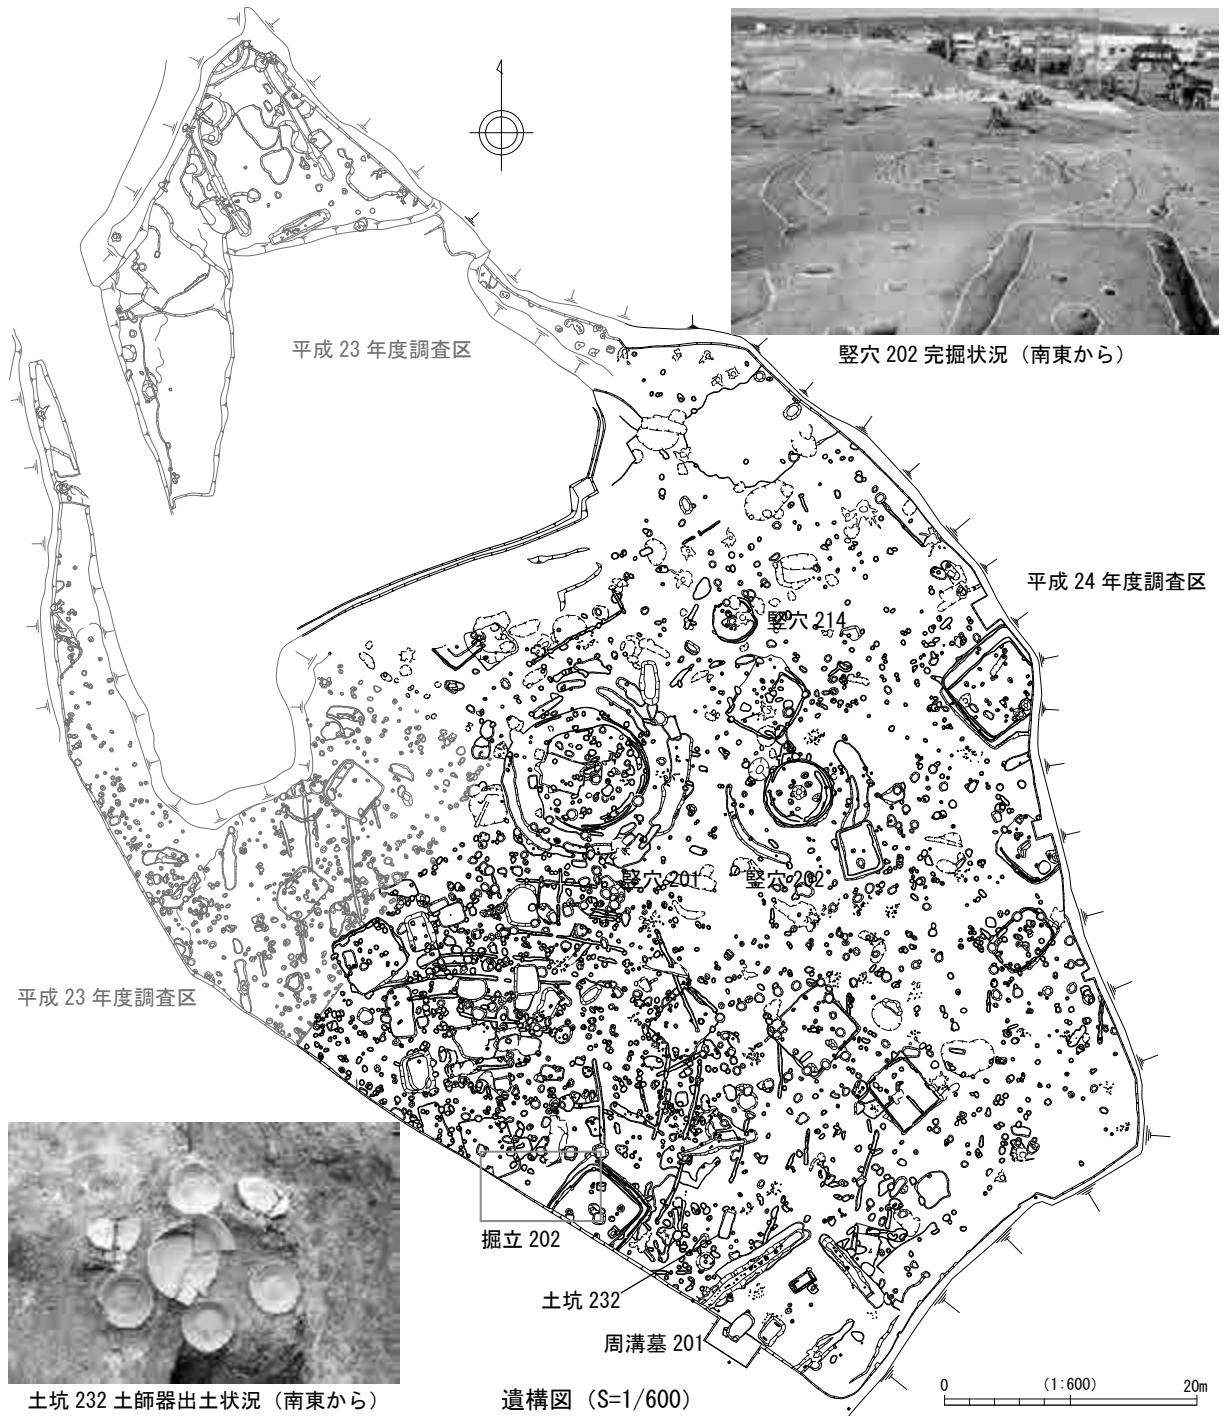 竪穴 202 完掘状況（南東から）
平成 23 年度調査区
平成 24 年度調査区
竪穴 214
竪穴 201
竪穴 202
平成 23 年度調査区
掘立 202
土坑 232
周溝墓 201
土坑 232 土師器出土状況（南東から）
遺構図（S=1/600）
0 (1:600) 20m